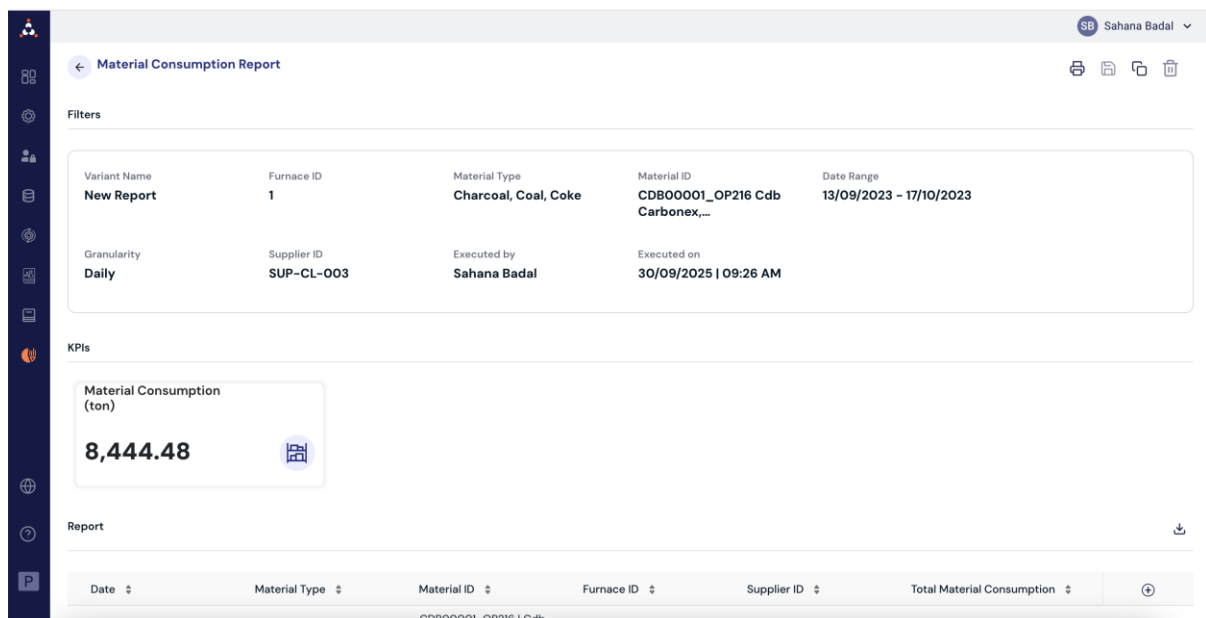 SB Sahana Badal
Material Consumption Report
Filters
Variant Name Furnace ID Material Type Material ID Date Range
New Report 1 Charcoal, Coal, Coke CDB00001_OP216 Cdb 13/09/2023 - 17/10/2023
Carbonex,...
Granularity Supplier ID Executed by Executed on
Daily SUP-CL-003 Sahana Badal 30/09/2025 | 09:26 AM
KPIs
Material Consumption
(ton)
8,444.48
Report
P
Date Material Type Material ID Furnace ID Supplier ID Total Material Consumption
CDB00001_OP216 | Cdb